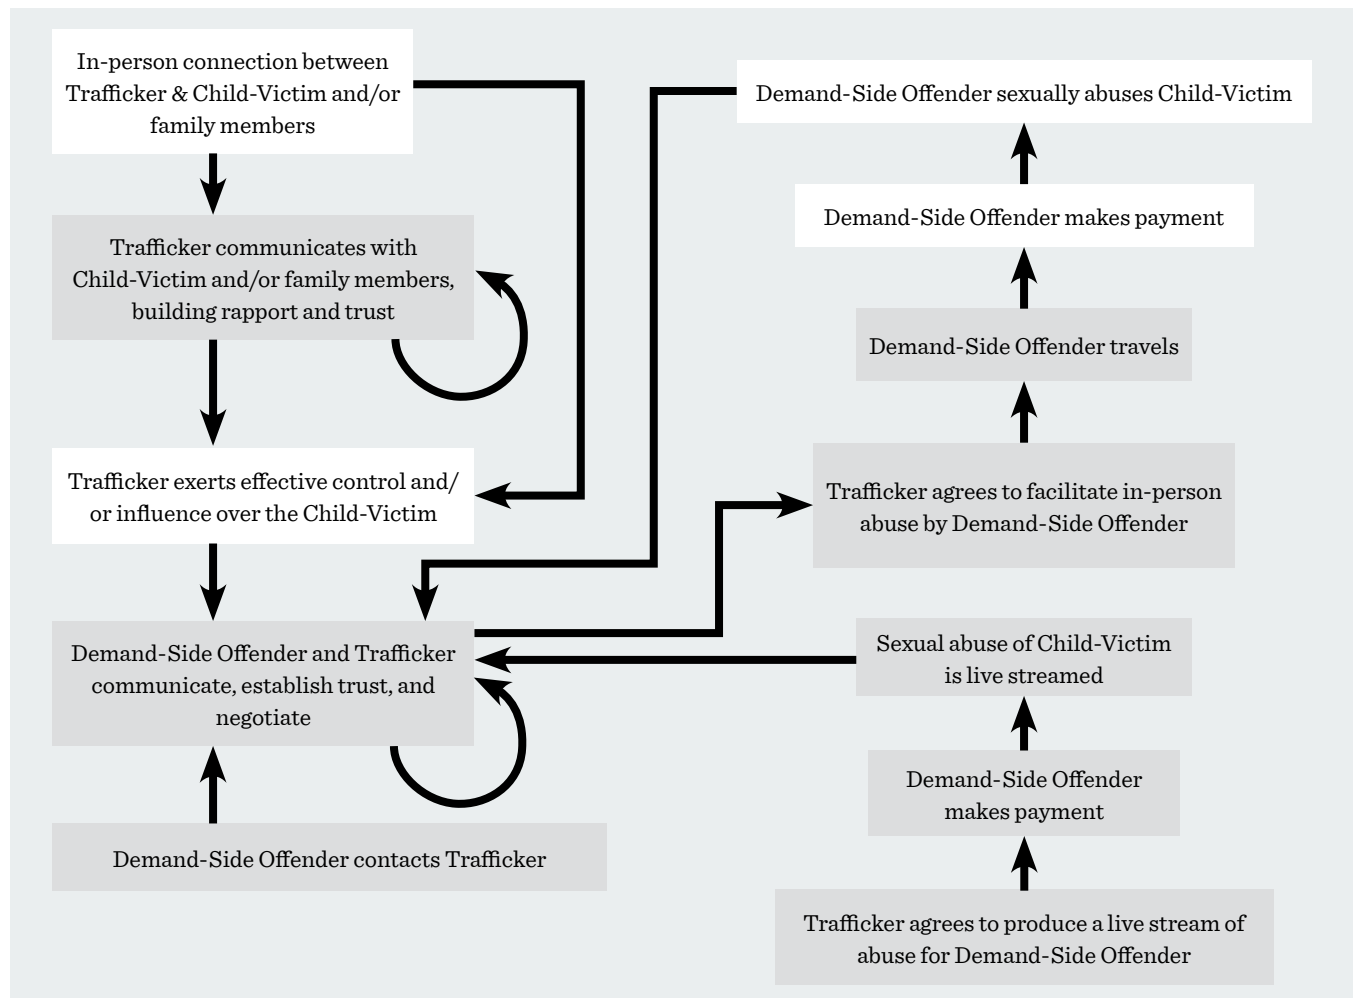 In-person connection between
Trafficker & Child-Victim and/or
family members
Trafficker communicates with
Child-Victim and/or family members,
building rapport and trust
Trafficker exerts effective control and/
or influence over the Child-Victim
Demand-Side Offender and Trafficker
communicate, establish trust, and
negotiate
Demand-Side Offender contacts Trafficker
Demand-Side Offender sexually abuses Child-Victim
Demand-Side Offender makes payment
Demand-Side Offender travels
Trafficker agrees to facilitate in-person
abuse by Demand-Side Offender
Sexual abuse of Child-Victim
is live streamed
Demand-Side Offender
makes payment
Trafficker agrees to produce a live stream of
abuse for Demand-Side Offender